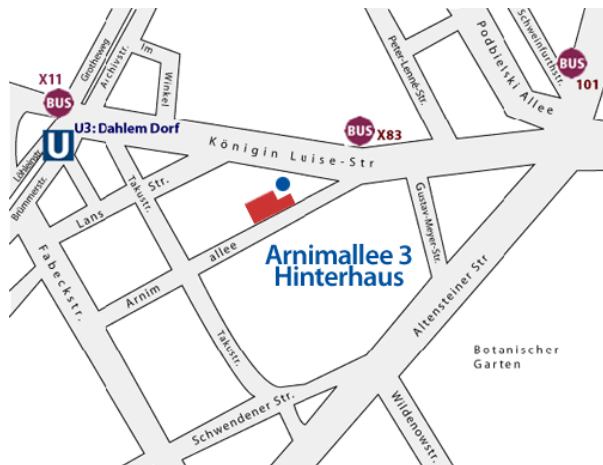 X11
BUS
Grotheweg
Archivstr.
Im
Winkel
U3: Dahlem Dorf
U
Löhleinstr.
Brümmerstr.
Peter-Lenné-Str.
Podbielski Allee
Schweinfurthstr.
BUS
101
BUS X83
Königin Luise-Str
Lans Str.
Takustr.
Fabeckstr.
Arnim allee
Arnimallee 3
Hinterhaus
Gustav-Meyer-Str.
Altensteiner Str
Takustr.
Schwendener Str.
Botanischer
Garten
Wildenowstr.